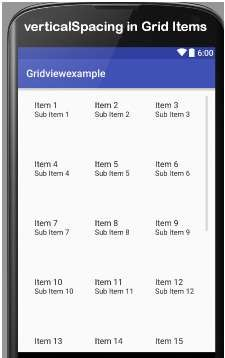 verticalSpacing in Grid Items
6:00
Gridviewexample
Item 1 Item 2 Item 3
Sub Item 1 Sub Item 2 Sub Item 3
Item 4 Item 5 Item 6
Sub Item 4 Sub Item 5 Sub Item 6
Item 7 Item 8 Item 9
Sub Item 7 Sub Item 8 Sub Item 9
Item 10 Item 11 Item 12
Sub Item 10 Sub Item 11 Sub Item 12
Item 13 Item 14 Item 15